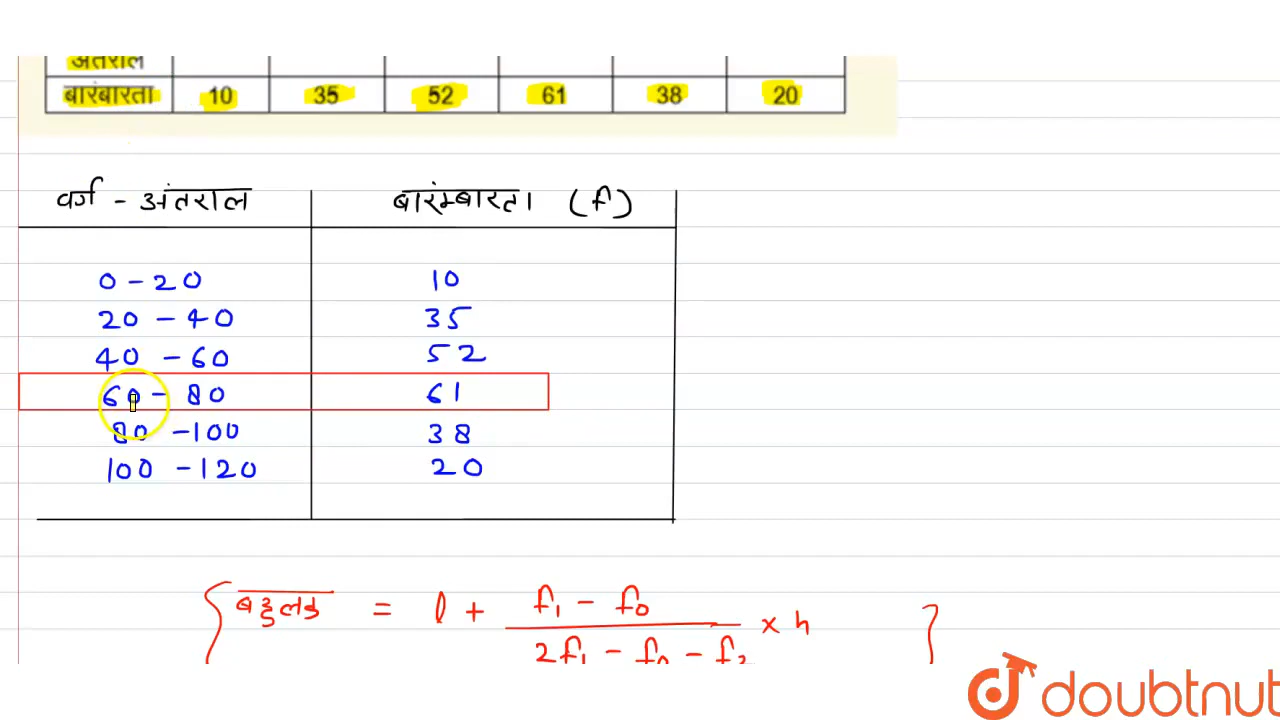 अंतराल
बारंबारता 10 35 52 61 38 20
वर्ग - अंतराल बारंम्बारता (f)
0 - 20 10
20 - 40 35
40 - 60 52
60 - 80 61
80 - 100 38
100 - 120 20
बहुलक = l + f₁ - f₀ × h
2f₁ - f₀ - f₂
doubtnut